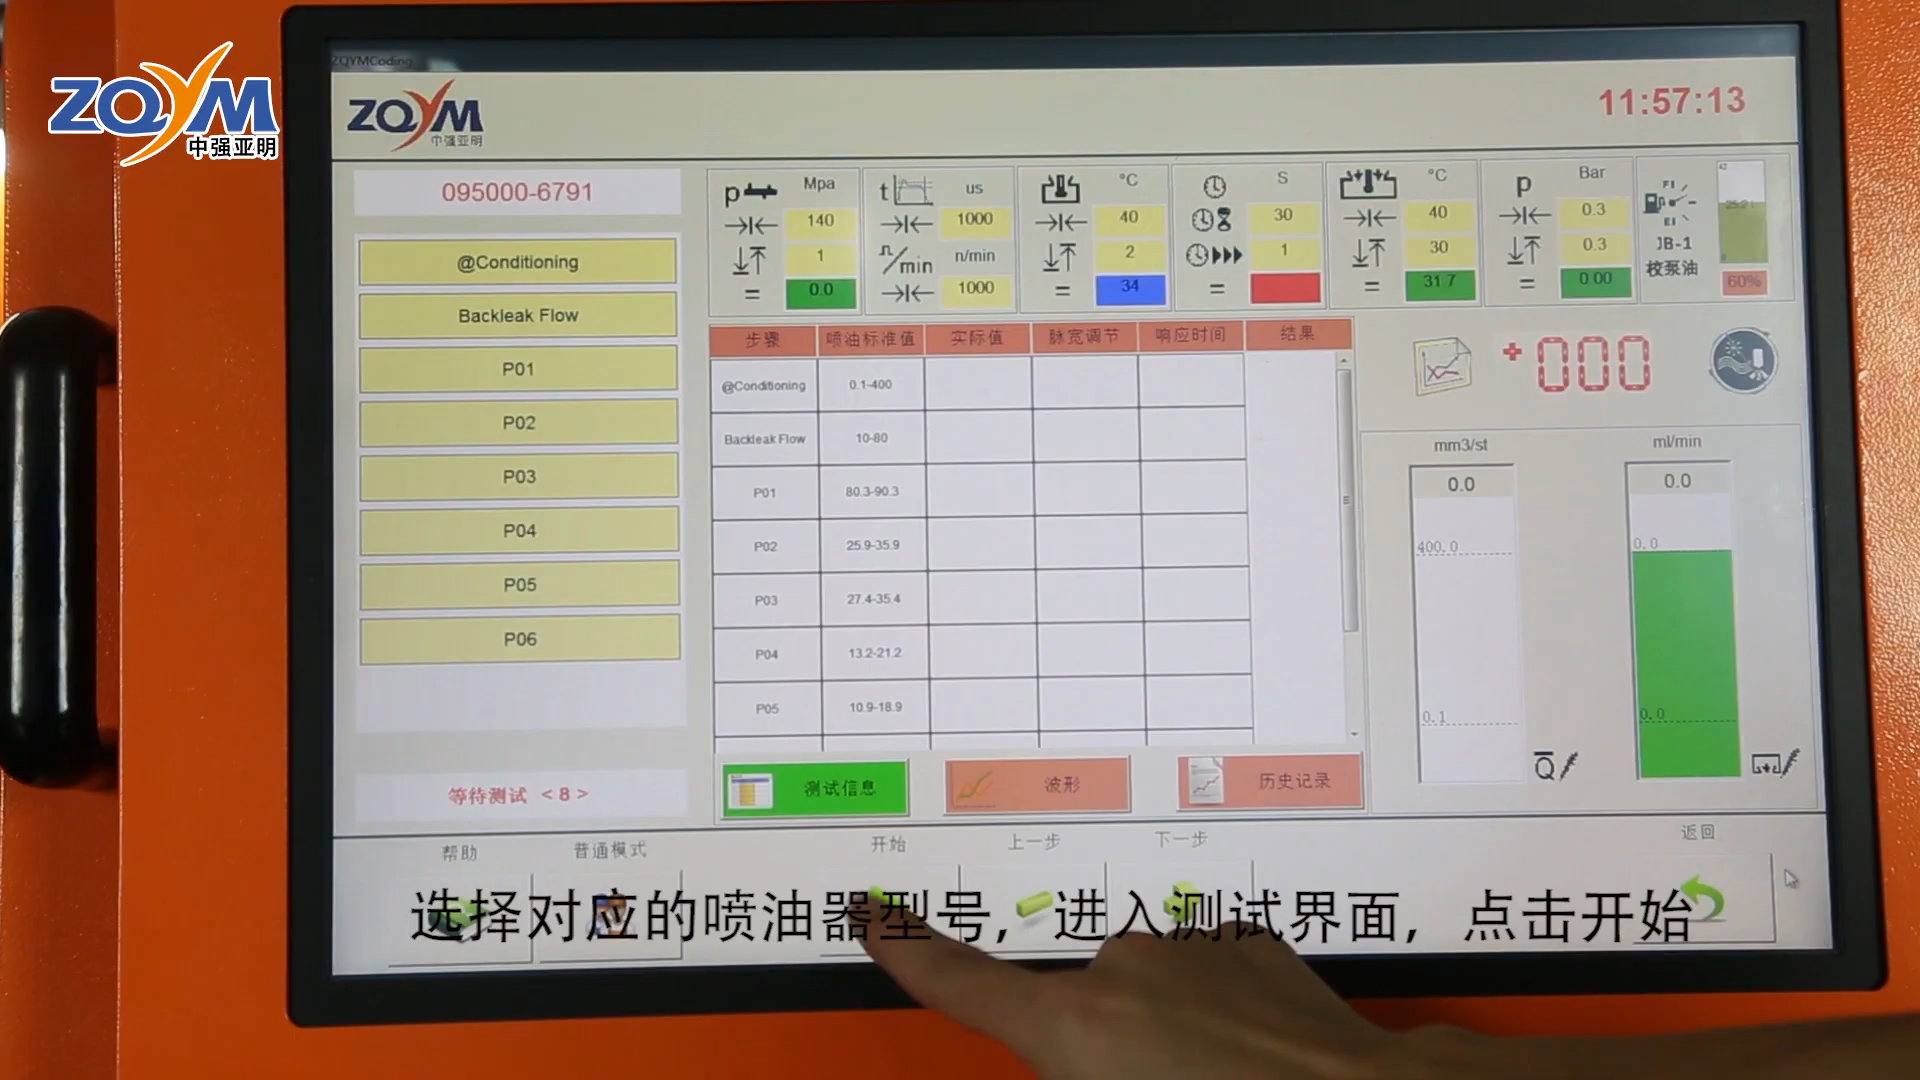 ZQYM
中强亚明
ZQYMCoding
ZQYM
中强亚明
11:57:13
095000-6791
@Conditioning
Backleak Flow
P01
P02
P03
P04
P05
P06
等待测试 <8>
p Mpa
140
1
= 0.0
t us
1000
n/min
/min
1000
°C
40
2
= 34
S
30
1
=
°C
40
30
= 31.7
p Bar
0.3
0.3
= 0.00
JB-1
校泵油
60%
步骤 喷油标准值 实际值 脉宽调节 响应时间 结果
@Conditioning 0.1-400
Backleak Flow 10-80
P01 80.3-90.3
P02 25.9-35.9
P03 27.4-35.4
P04 13.2-21.2
P05 10.9-18.9
+000
mm3/st
0.0
400.0
0.1
Q
ml/min
0.0
0.0
0.0
测试信息 波形 历史记录
帮助 普通模式 开始 上一步 下一步 返回
选择对应的喷油器型号，进入测试界面，点击开始